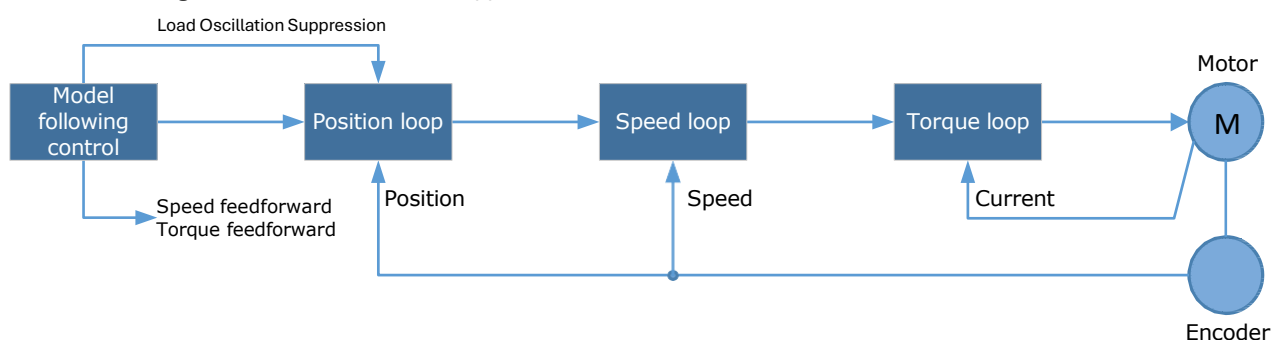 Load Oscillation Suppression
Motor
Model
following
control
Position loop
Speed loop
Torque loop
M
Position
Speed
Current
Speed feedforward
Torque feedforward
Encoder